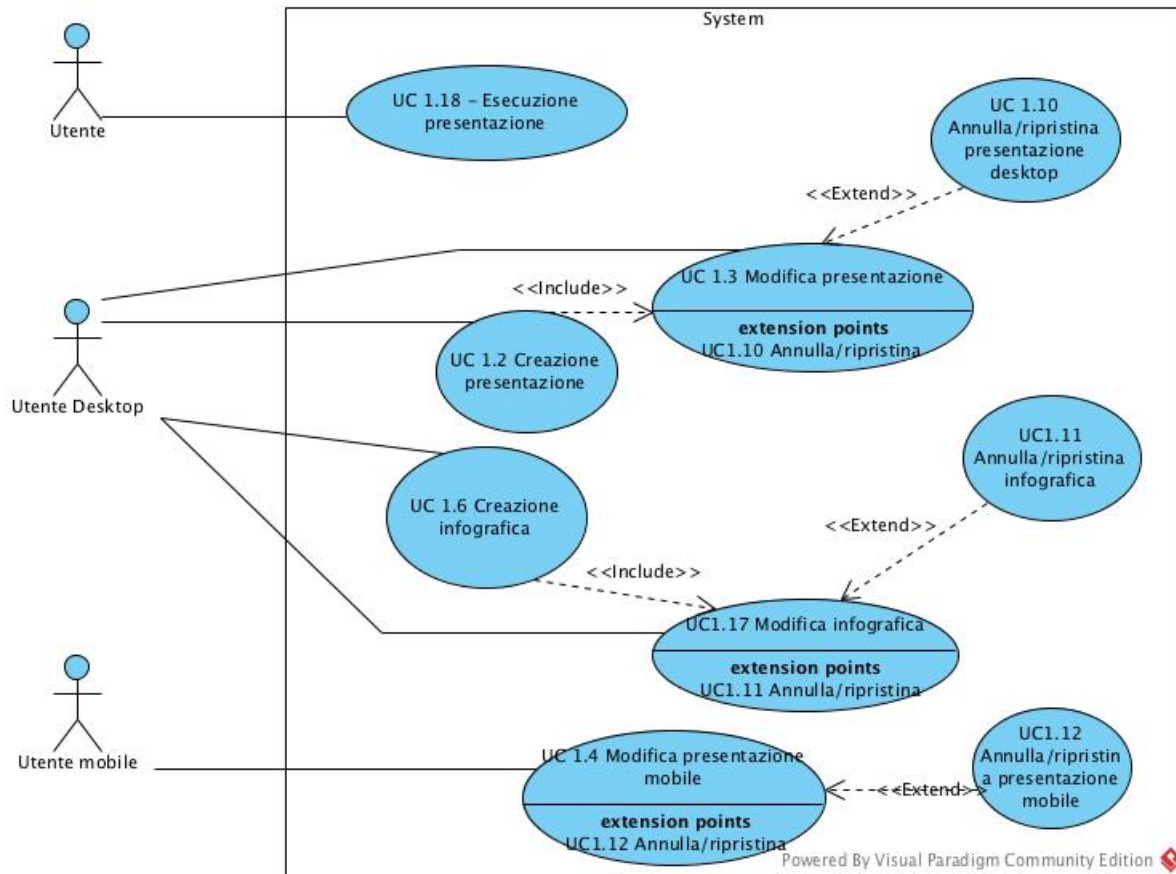 System
UC 1.18 - Esecuzione
presentazione
Utente
UC 1.10
Annulla/ripristina
presentazione
desktop
<<Extend>>
UC 1.3 Modifica presentazione
extension points
UC1.10 Annulla/ripristina
<<Include>>
UC 1.2 Creazione
presentazione
Utente Desktop
UC1.11
Annulla/ripristina
infografica
UC 1.6 Creazione
infografica
<<Extend>>
<<Include>>
UC1.17 Modifica infografica
extension points
UC1.11 Annulla/ripristina
Utente mobile
UC 1.4 Modifica presentazione
mobile
extension points
UC1.12 Annulla/ripristina
<<Extend>>
UC1.12
Annulla/ripristin
a presentazione
mobile
Powered By Visual Paradigm Community Edition